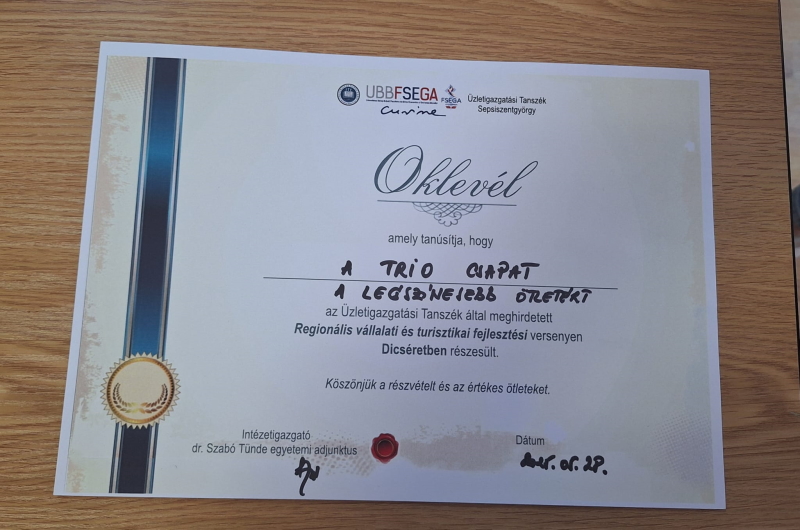 UBBFSEGA
FSEGA
Üzletigazgatási Tanszék
Sepsiszentgyörgy
Oklevél
amely tanúsítja, hogy
A TRIO CSAPAT
A LEGSZÍNESEBB ÖTLETÉRT
az Üzletigazgatási Tanszék által meghirdetett
Regionális vállalati és turisztikai fejlesztési versenyen
Dicséretben részesült.
Köszönjük a részvételt és az értékes ötleteket.
Intézetigazgató
dr. Szabó Tünde egyetemi adjunktus
Dátum